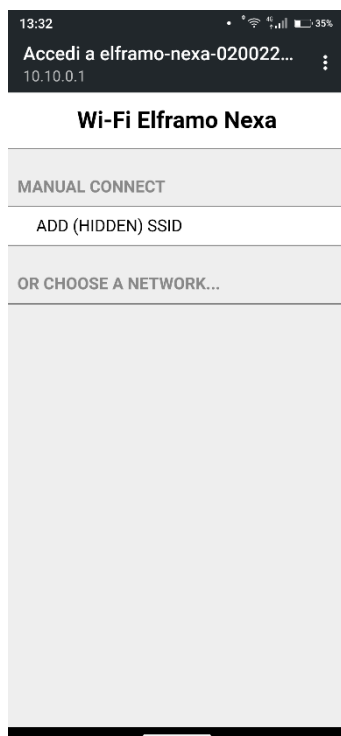 13:32
35%
Accedi a elframo-nexa-020022...
10.10.0.1
Wi-Fi Elframo Nexa
MANUAL CONNECT
ADD (HIDDEN) SSID
OR CHOOSE A NETWORK...